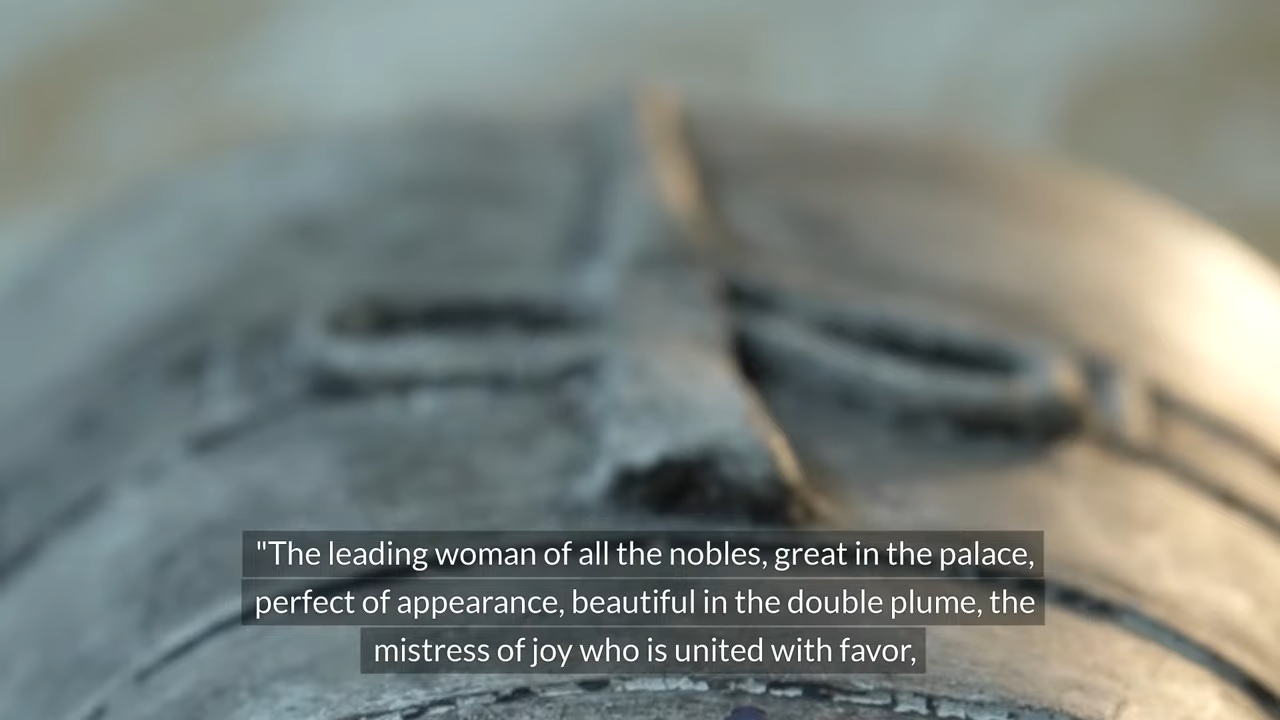 "The leading woman of all the nobles, great in the palace,
perfect of appearance, beautiful in the double plume, the
mistress of joy who is united with favor,